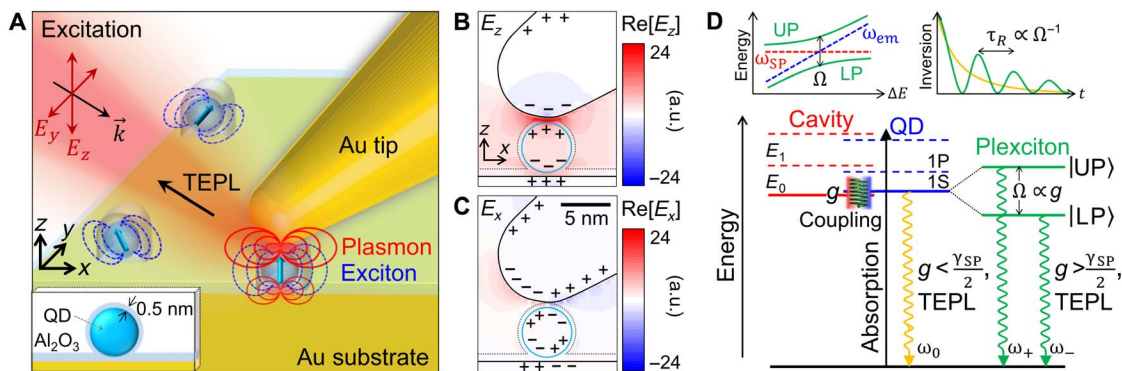 A
Excitation
E_y
E_z
k⃗
TEPL
Au tip
z
y
x
Plasmon
Exciton
0.5 nm
QD
Al₂O₃
Au substrate
B
E_z
− − − −
+ + +
− − −
+ + +
z
x
24
Re[E_z]
(a.u.)
−24
C
E_x
5 nm
24
Re[E_x]
(a.u.)
−24
D
Energy
UP
ω_em
ω_SP
Ω
LP
ΔE
Inversion
τ_R ∝ Ω⁻¹
t
Energy
Cavity
E₁
E₀
g
Coupling
Absorption
QD
1P
1S
Plexciton
|UP⟩
Ω ∝ g
|LP⟩
g < γ_SP/2,
TEPL
g > γ_SP/2,
TEPL
ω₀
ω₊
ω₋